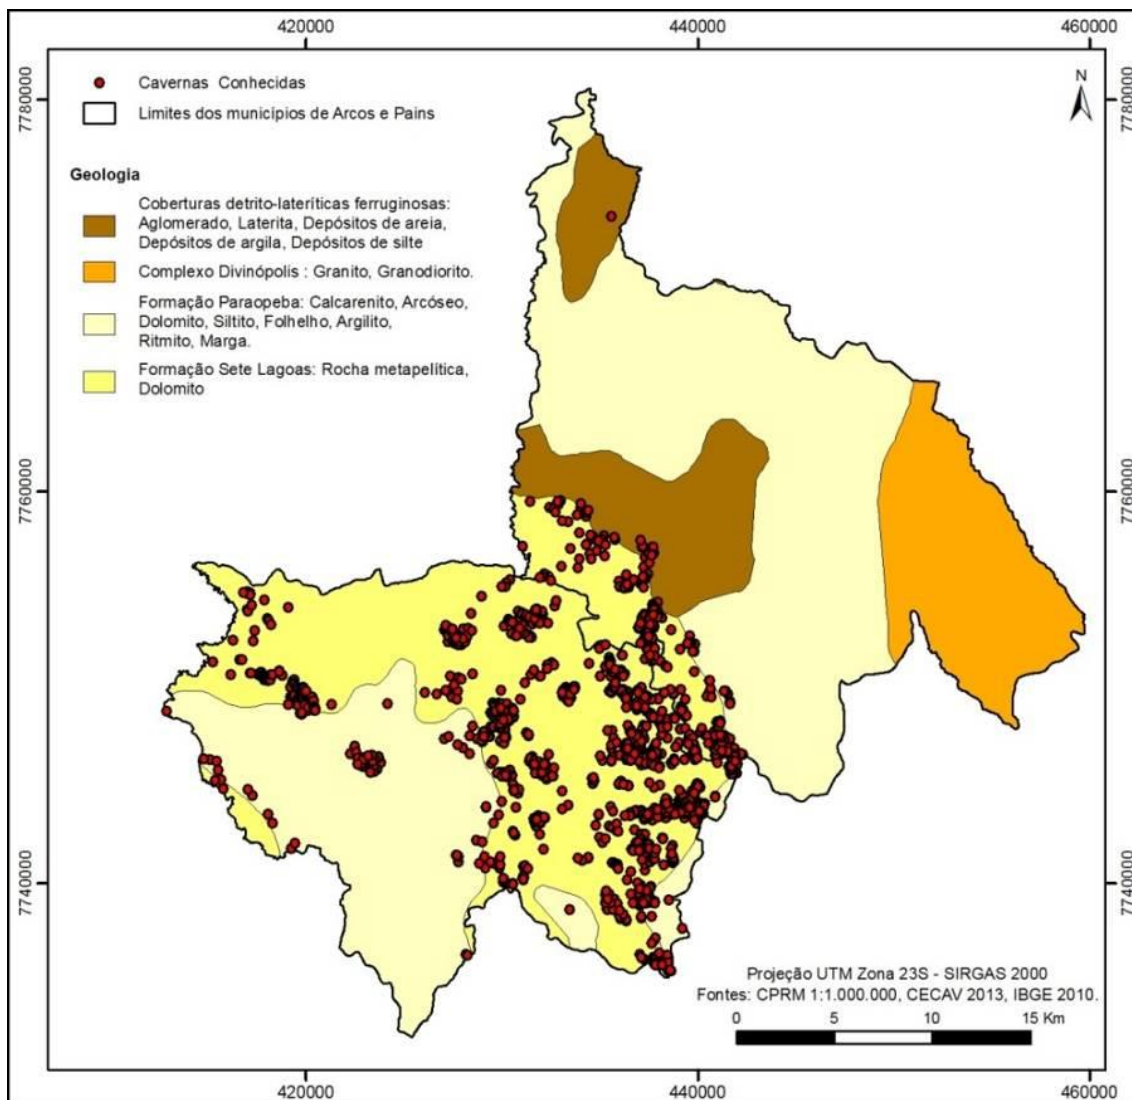 420000 440000 460000
7780000 7780000
N
Cavernas Conhecidas
Limites dos municípios de Arcos e Pains
Geologia
Coberturas detrito-lateríticas ferruginosas:
Aglomerado, Laterita, Depósitos de areia,
Depósitos de argila, Depósitos de silte
Complexo Divinópolis : Granito, Granodiorito.
Formação Paraopeba: Calcarenito, Arcóseo,
Dolomito, Siltito, Folhelho, Argilito,
Ritmito, Marga.
Formação Sete Lagoas: Rocha metapelítica,
Dolomito
7760000 7760000
7740000 7740000
Projeção UTM Zona 23S - SIRGAS 2000
Fontes: CPRM 1:1.000.000, CECAV 2013, IBGE 2010.
0 5 10 15 Km
420000 440000 460000